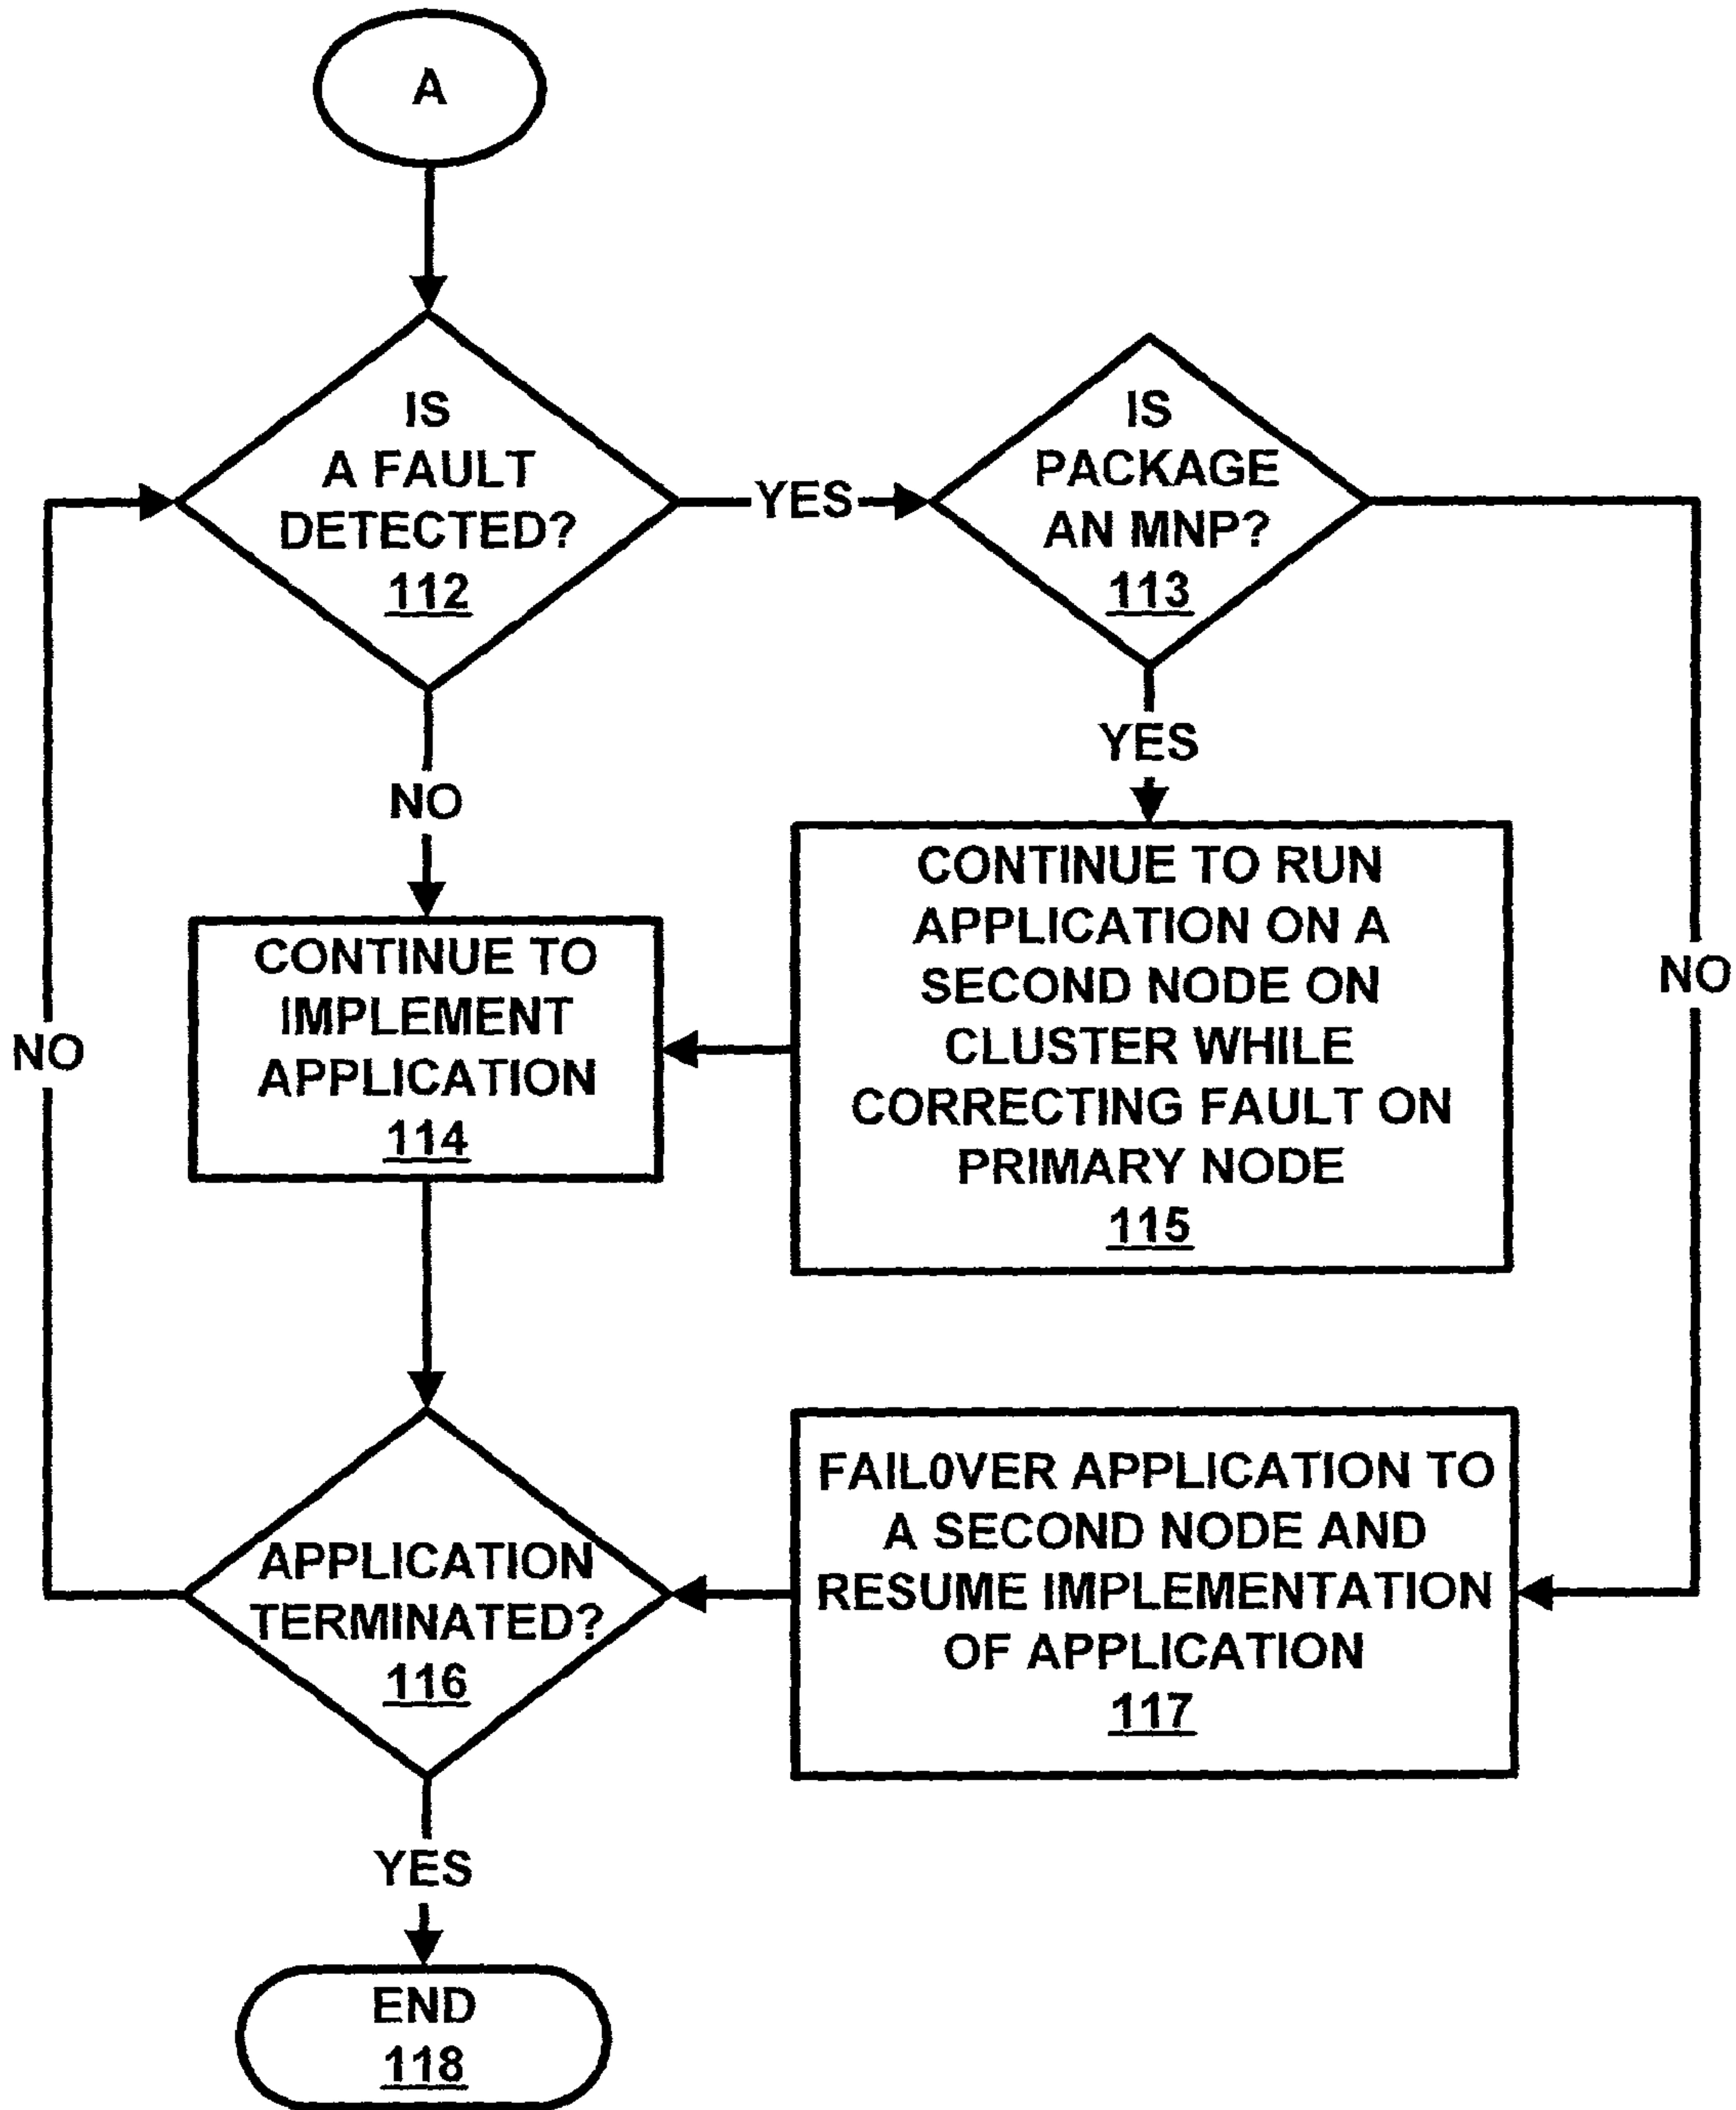 A
IS
A FAULT
DETECTED?
112
YES
IS
PACKAGE
AN MNP?
113
NO
YES
CONTINUE TO
IMPLEMENT
APPLICATION
114
CONTINUE TO RUN
APPLICATION ON A
SECOND NODE ON
CLUSTER WHILE
CORRECTING FAULT ON
PRIMARY NODE
115
NO
NO
APPLICATION
TERMINATED?
116
FAIL0VER APPLICATION TO
A SECOND NODE AND
RESUME IMPLEMENTATION
OF APPLICATION
117
YES
END
118